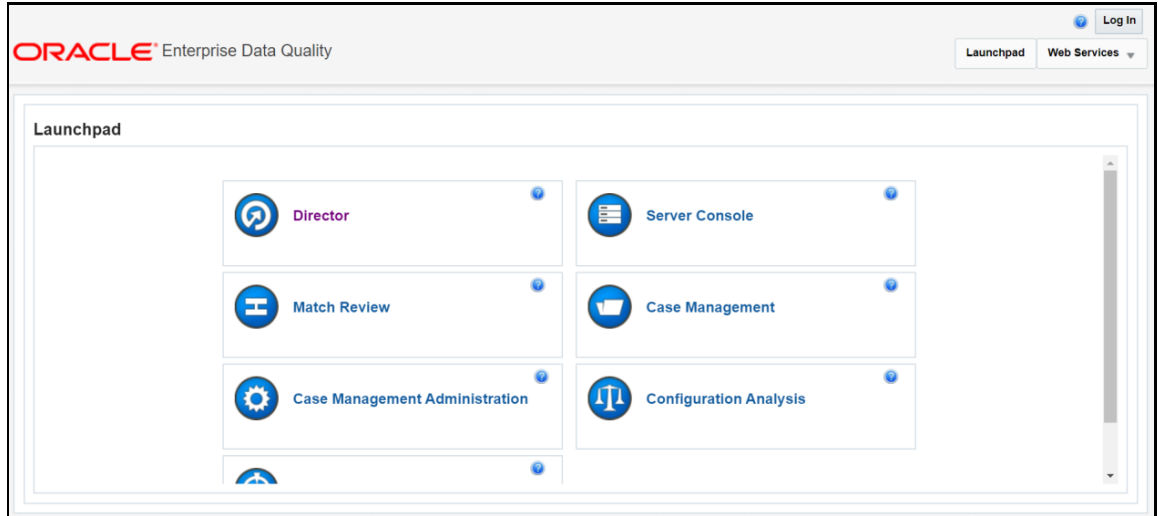 Log In
ORACLE Enterprise Data Quality
Launchpad Web Services
Launchpad
Director Server Console
Match Review Case Management
Case Management Administration Configuration Analysis